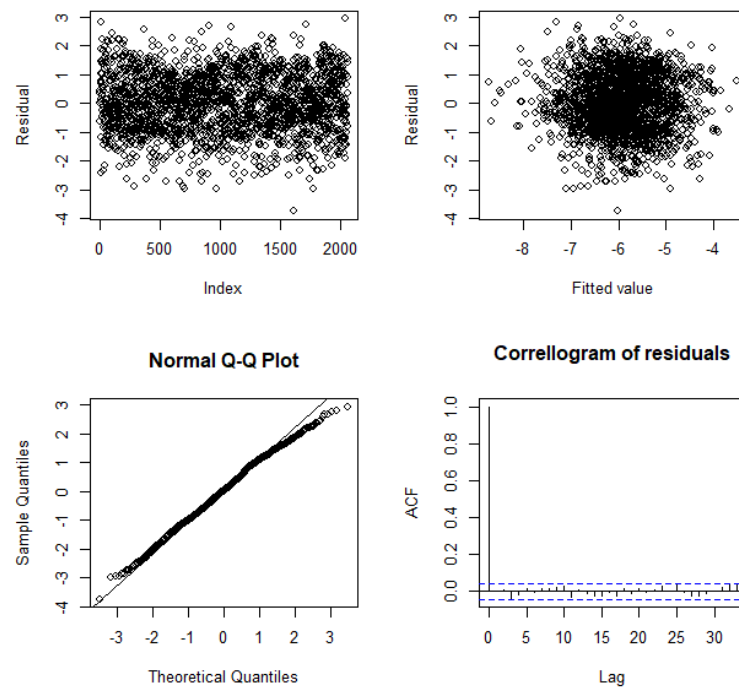 3
2
1
0
-1
-2
-3
-4
Residual
0 500 1000 1500 2000
Index
3
2
1
0
-1
-2
-3
-4
Residual
-8 -7 -6 -5 -4
Fitted value
Normal Q-Q Plot
3
2
1
0
-1
-2
-3
-4
Sample Quantiles
-3 -2 -1 0 1 2 3
Theoretical Quantiles
Correllogram of residuals
1.0
0.8
0.6
0.4
0.2
0.0
ACF
0 5 10 15 20 25 30
Lag